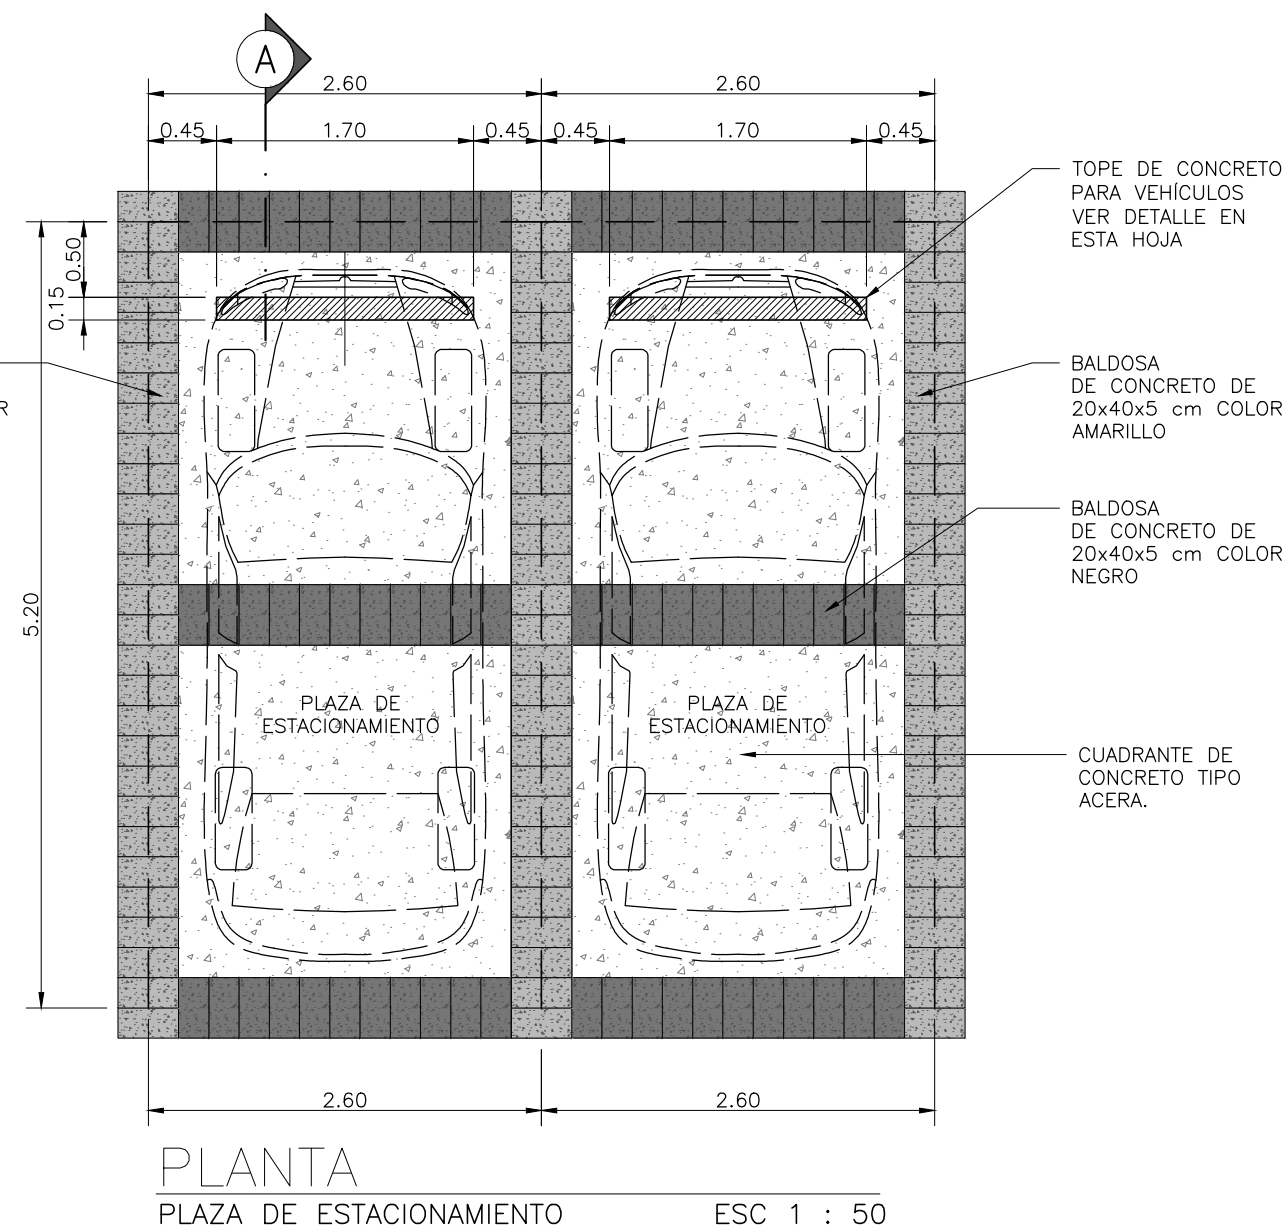 A
2.60
2.60
0.45
1.70
0.45
0.45
1.70
0.45
TOPE DE CONCRETO
PARA VEHÍCULOS
VER DETALLE EN
ESTA HOJA
0.50
0.15
R
BALDOSA
DE CONCRETO DE
20x40x5 cm COLOR
AMARILLO
BALDOSA
DE CONCRETO DE
20x40x5 cm COLOR
NEGRO
5.20
PLAZA DE
ESTACIONAMIENTO
PLAZA DE
ESTACIONAMIENTO
CUADRANTE DE
CONCRETO TIPO
ACERA.
2.60
2.60
PLANTA
PLAZA DE ESTACIONAMIENTO ESC 1 : 50